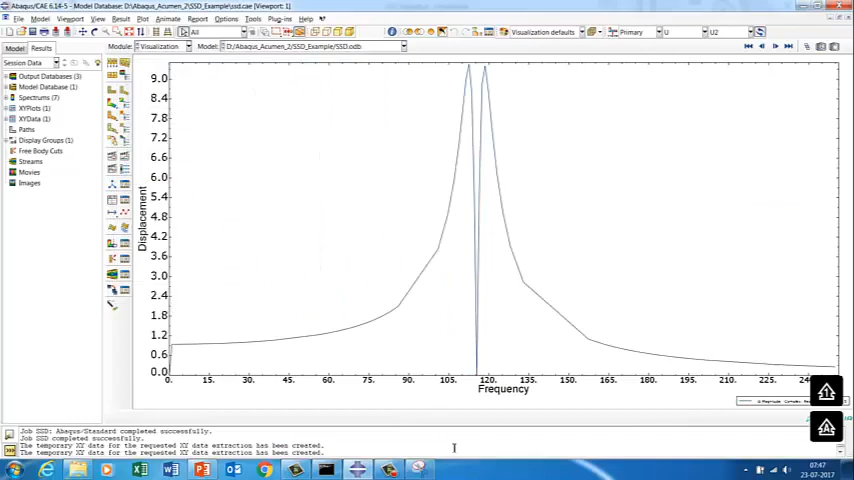 Abaqus/CAE 6.14-5 - Model Database: D:\Abaqus_Acumen_2\SSD_Example\ssd.cae [Viewport: 1]
File Model Viewport View Result Plot Animate Report Options Tools Plug-ins Help
All Visualization defaults Primary U U2
Model Results Module: Visualization Model: D:/Abaqus_Acumen_2/SSD_Example/SSD.odb
Session Data
Output Databases (3)
Model Database (1)
Spectrums (7)
XYPlots (1)
XYData (1)
Paths
Display Groups (1)
Free Body Cuts
Streams
Movies
Images
9.0
8.4
7.8
7.2
6.6
6.0
5.4
4.8
4.2
3.6
3.0
2.4
1.8
1.2
0.6
0.0
Displacement
0. 15. 30. 45. 60. 75. 90. 105. 120. 135. 150. 165. 180. 195. 210. 225. 240.
Frequency
Job SSD: Abaqus/Standard completed successfully.
Job SSD completed successfully.
The temporary XY data for the requested XY data extraction has been created.
The temporary XY data for the requested XY data extraction has been created.
07:47
23-07-2017